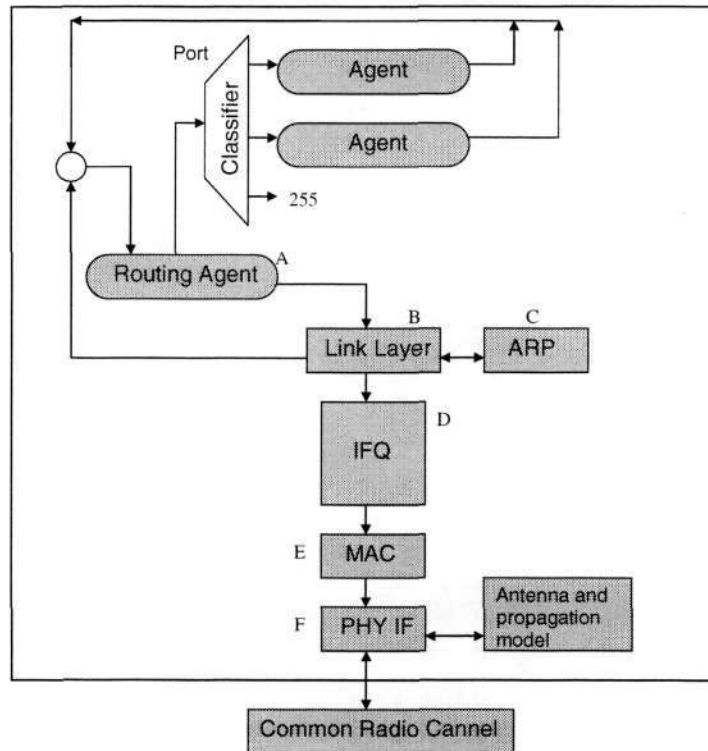 Port
Agent
Classifier
Agent
255
A
Routing Agent
B
C
Link Layer
ARP
D
IFQ
E
MAC
Antenna and
propagation
model
F
PHY IF
Common Radio Cannel